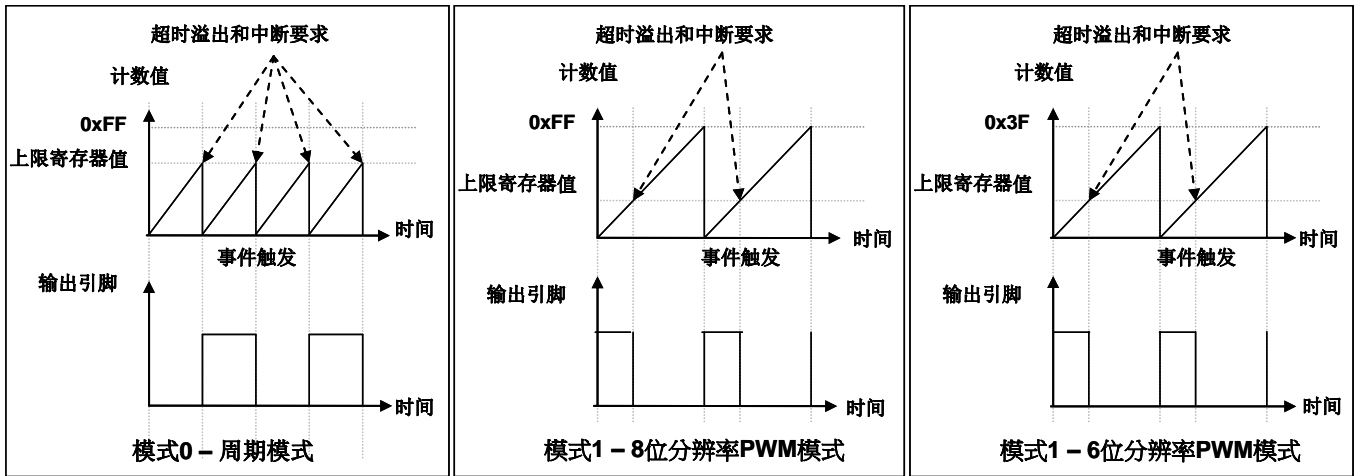 超时溢出和中断要求
计数值
0xFF
上限寄存器值
时间
事件触发
输出引脚
时间
模式0 – 周期模式
超时溢出和中断要求
计数值
0xFF
上限寄存器值
时间
事件触发
输出引脚
时间
模式1 – 8位分辨率PWM模式
超时溢出和中断要求
计数值
0x3F
上限寄存器值
时间
事件触发
输出引脚
时间
模式1 – 6位分辨率PWM模式